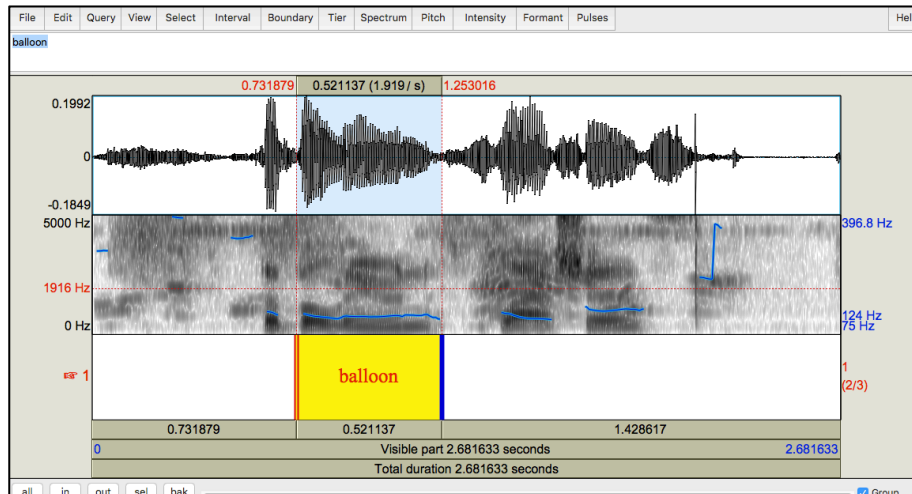 File Edit Query View Select Interval Boundary Tier Spectrum Pitch Intensity Formant Pulses Hel
balloon
0.731879 0.521137 (1.919 / s) 1.253016
0.1992
0
-0.1849
5000 Hz 396.8 Hz
1916 Hz
124 Hz
0 Hz 75 Hz
☞ 1 balloon 1
(2/3)
0.731879 0.521137 1.428617
0 Visible part 2.681633 seconds 2.681633
Total duration 2.681633 seconds
all in out sel bak Group